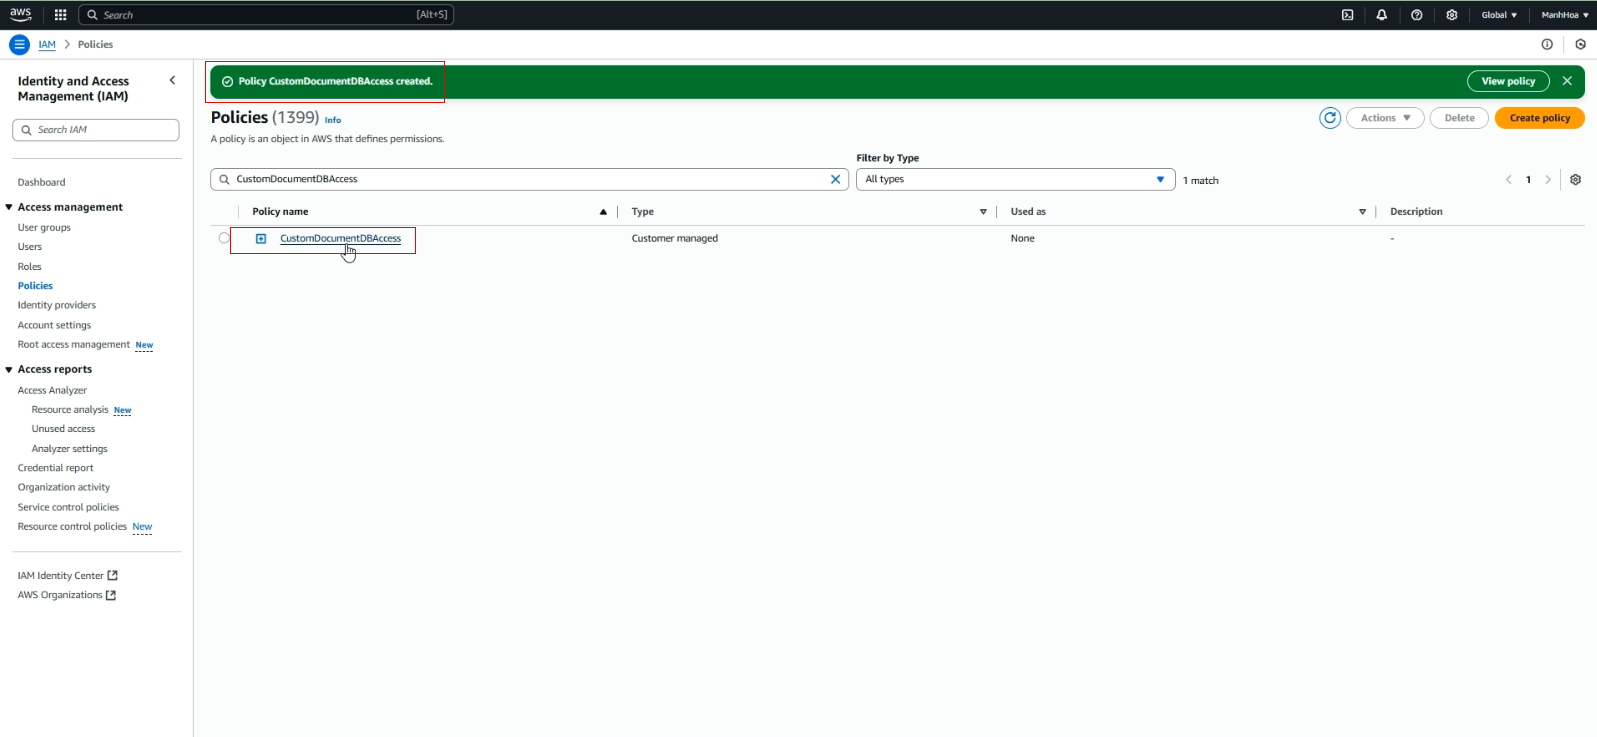 aws
Search [Alt+S]
Global ManhHoa
IAM > Policies
Identity and Access
Management (IAM)
Search IAM
Dashboard
Access management
User groups
Users
Roles
Policies
Identity providers
Account settings
Root access management New
Access reports
Access Analyzer
Resource analysis New
Unused access
Analyzer settings
Credential report
Organization activity
Service control policies
Resource control policies New
IAM Identity Center
AWS Organizations
Policy CustomDocumentDBAccess created.
View policy
Policies (1399) Info
A policy is an object in AWS that defines permissions.
Actions Delete Create policy
Filter by Type
CustomDocumentDBAccess All types 1 match
1
Policy name Type Used as Description
CustomDocumentDBAccess Customer managed None -